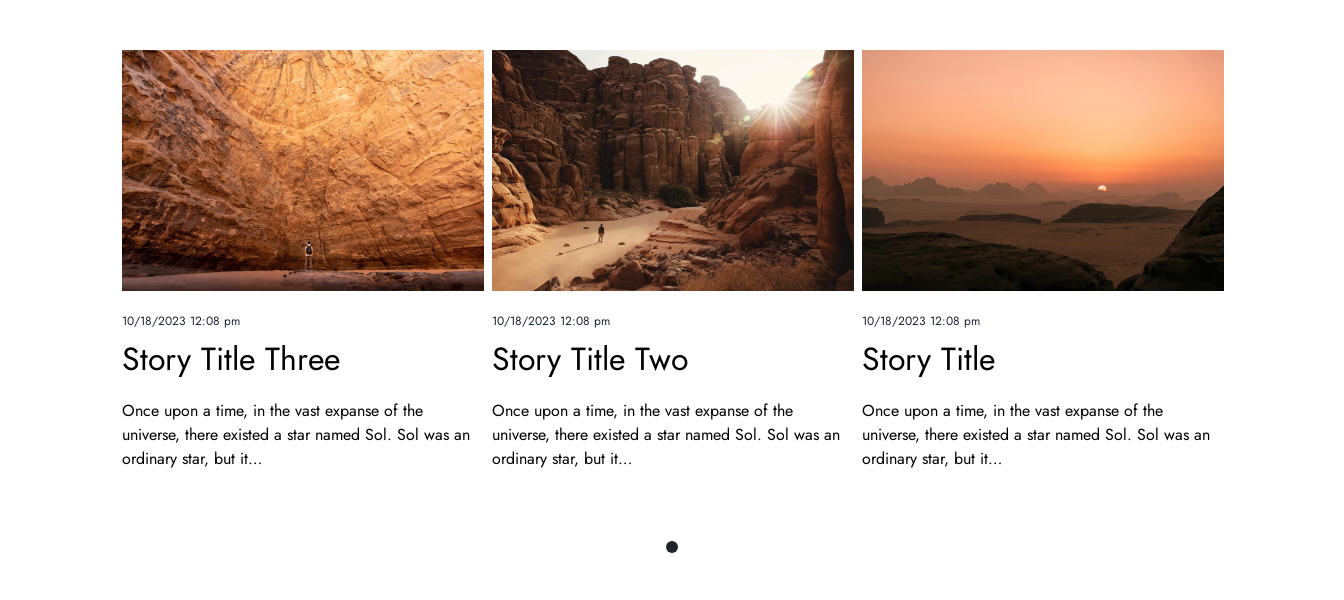 10/18/2023 12:08 pm
Story Title Three
Once upon a time, in the vast expanse of the
universe, there existed a star named Sol. Sol was an
ordinary star, but it...
10/18/2023 12:08 pm
Story Title Two
Once upon a time, in the vast expanse of the
universe, there existed a star named Sol. Sol was an
ordinary star, but it...
10/18/2023 12:08 pm
Story Title
Once upon a time, in the vast expanse of the
universe, there existed a star named Sol. Sol was an
ordinary star, but it...